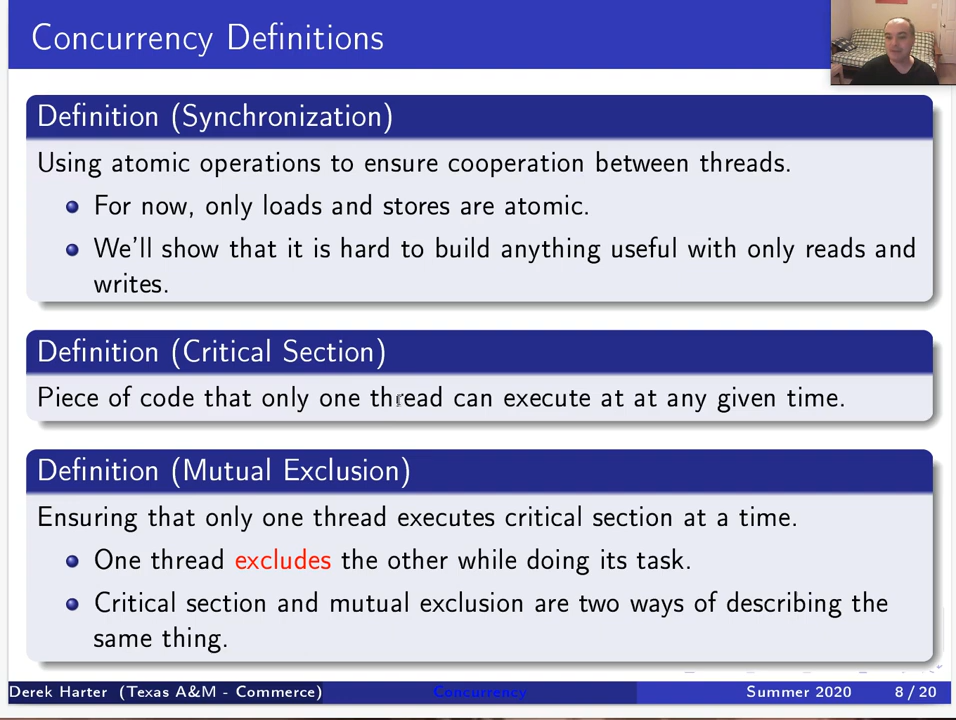 Concurrency Definitions
Definition (Synchronization)
Using atomic operations to ensure cooperation between threads.
For now, only loads and stores are atomic.
We'll show that it is hard to build anything useful with only reads and
writes.
Definition (Critical Section)
Piece of code that only one thread can execute at at any given time.
Definition (Mutual Exclusion)
Ensuring that only one thread executes critical section at a time.
One thread excludes the other while doing its task.
Critical section and mutual exclusion are two ways of describing the
same thing.
Derek Harter (Texas A&M - Commerce) Concurrency Summer 2020 8 / 20